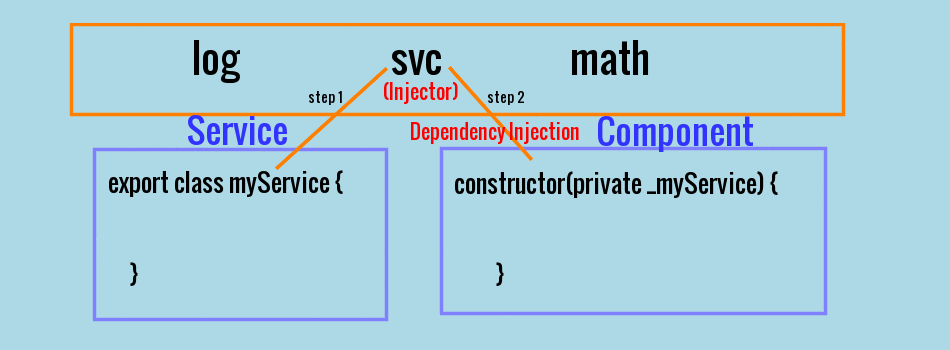 log svc math
(Injector)
step 1 step 2
Service Dependency Injection Component
export class myService { constructor(private _myService) {
} }